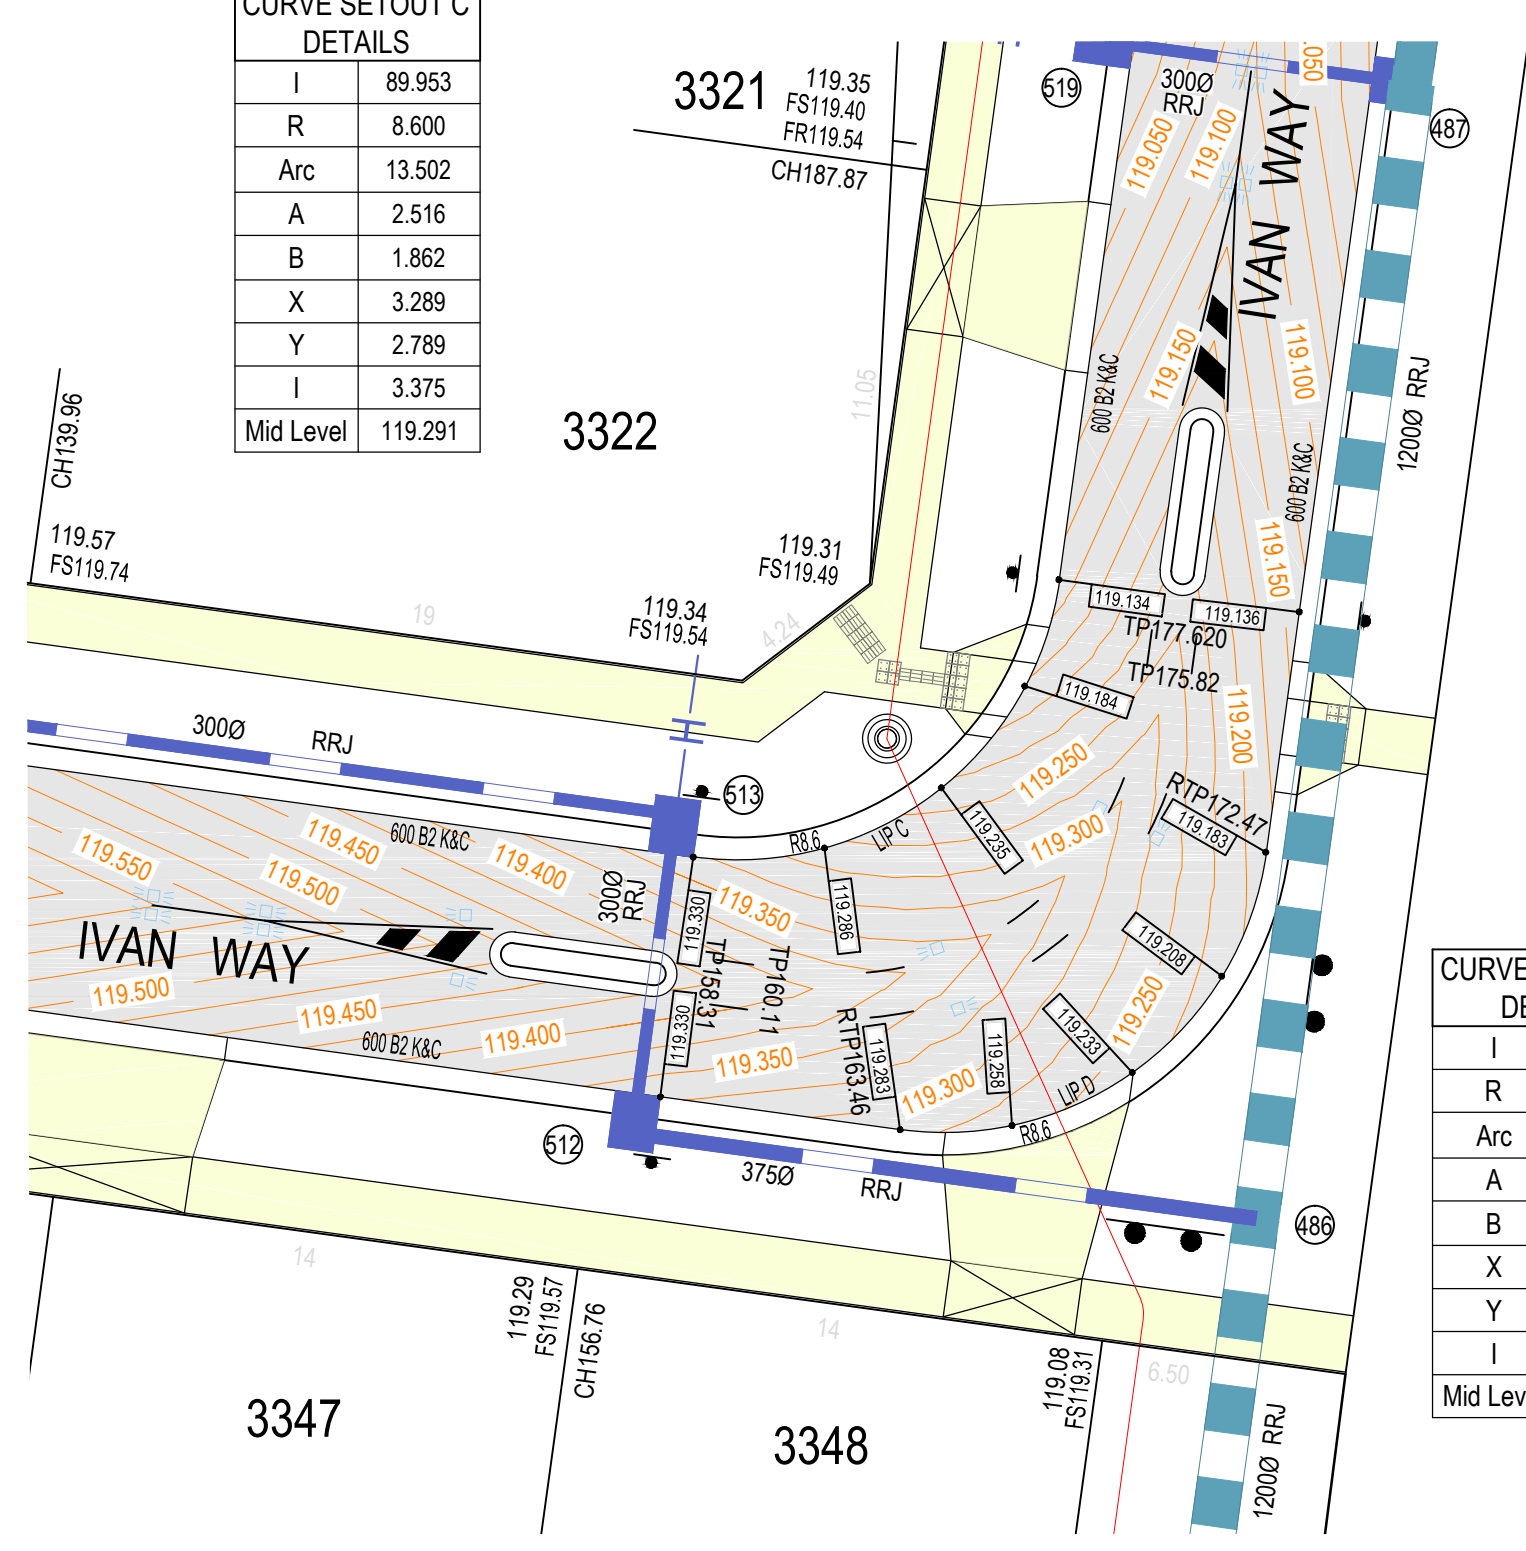 CURVE SETOUT C
DETAILS
I 89.953
R 8.600
Arc 13.502
A 2.516
B 1.862
X 3.289
Y 2.789
I 3.375
Mid Level 119.291
3321
119.35
FS119.40
FR119.54
CH187.87
519
300Ø
RRJ
.050
487
119.050
119.100
IVAN WAY
119.150
119.100
11.05
600 B2 K&C
600 B2 K&C
1200Ø RRJ
3322
CH139.96
119.57
FS119.74
119.31
FS119.49
119.34
FS119.54
19
4.24
119.150
119.134
119.136
TP177.620
TP175.82
119.184
119.200
300Ø RRJ
513
119.250
119.300
RTP172.47
119.183
R8.6
LIP C
119.235
119.550
119.450
119.500
600 B2 K&C
119.400
300Ø
RRJ
119.330
119.350
119.286
119.208
IVAN WAY
119.500
119.450
600 B2 K&C
119.400
119.330
TP158.31
TP160.11
119.350
RTP163.46
119.283
119.300
119.258
119.233
119.250
LIP D
R8.6
512
375Ø RRJ
486
14
119.29
FS119.57
CH156.76
14
119.08
FS119.31
6.50
3347
3348
1200Ø RRJ
CURVE
DE
I
R
Arc
A
B
X
Y
I
Mid Lev